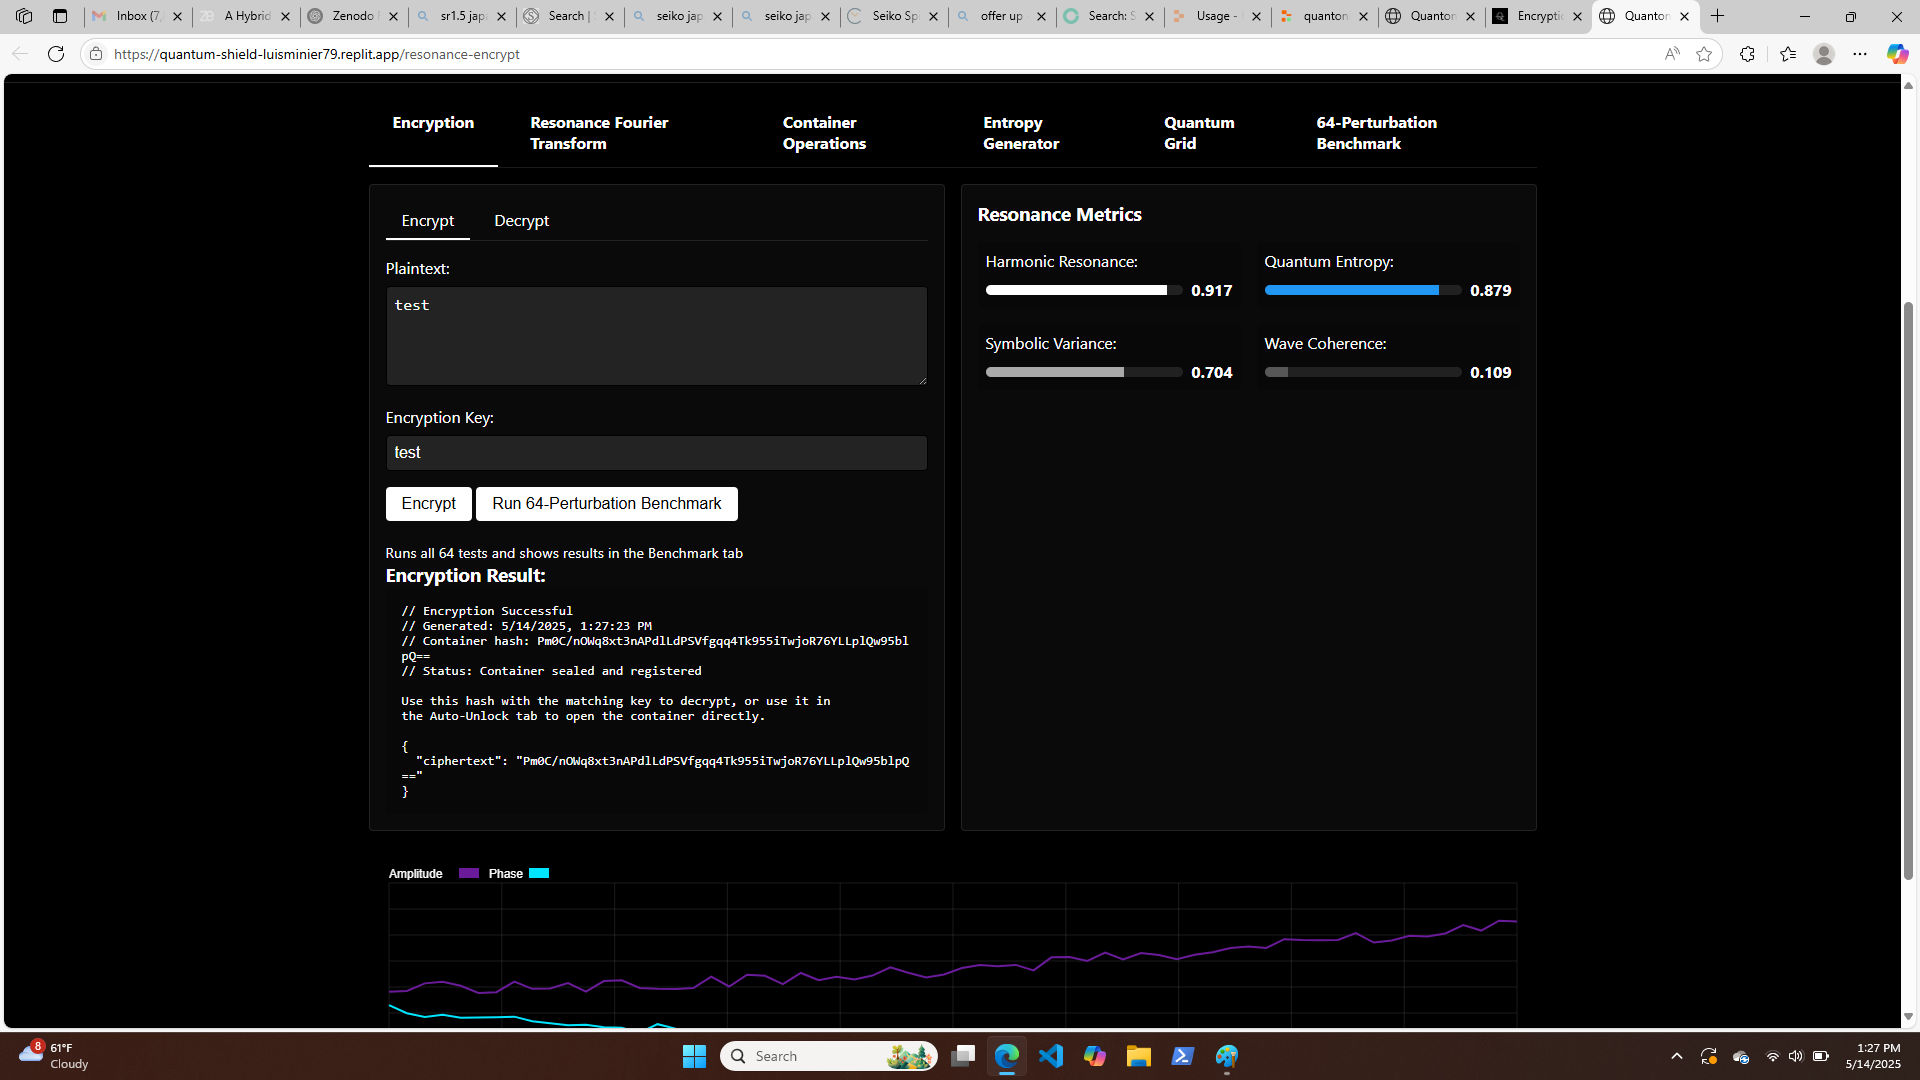 Inbox (7,
A Hybrid
Zenodo
sr1.5 japa
Search |
seiko jap
seiko jap
Seiko Sp
offer up
Search: S
Usage -
quanton
Quanton
Encryptic
Quanton
https://quantum-shield-luisminier79.replit.app/resonance-encrypt
Encryption
Resonance Fourier
Transform
Container
Operations
Entropy
Generator
Quantum
Grid
64-Perturbation
Benchmark
Encrypt
Decrypt
Plaintext:
test
Encryption Key:
test
Encrypt
Run 64-Perturbation Benchmark
Runs all 64 tests and shows results in the Benchmark tab
Encryption Result:
// Encryption Successful
// Generated: 5/14/2025, 1:27:23 PM
// Container hash: Pm0C/nOWq8xt3nAPdlLdPSVfgqq4Tk955iTwjoR76YLLplQw95bl
pQ==
// Status: Container sealed and registered
Use this hash with the matching key to decrypt, or use it in
the Auto-Unlock tab to open the container directly.
{
"ciphertext": "Pm0C/nOWq8xt3nAPdlLdPSVfgqq4Tk955iTwjoR76YLLplQw95blpQ
=="
}
Resonance Metrics
Harmonic Resonance:
0.917
Quantum Entropy:
0.879
Symbolic Variance:
0.704
Wave Coherence:
0.109
Amplitude
Phase
8
61°F
Cloudy
Search
1:27 PM
5/14/2025